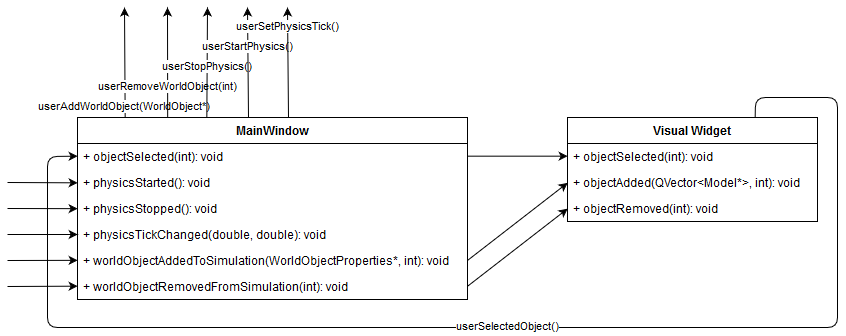 userSetPhysicsTick()
userStartPhysics()
userStopPhysics()
userRemoveWorldObject(int)
userAddWorldObject(WorldObject*)
MainWindow
+ objectSelected(int): void
+ physicsStarted(): void
+ physicsStopped(): void
+ physicsTickChanged(double, double): void
+ worldObjectAddedToSimulation(WorldObjectProperties*, int): void
+ worldObjectRemovedFromSimulation(int): void
Visual Widget
+ objectSelected(int): void
+ objectAdded(QVector<Model*>, int): void
+ objectRemoved(int): void
userSelectedObject()